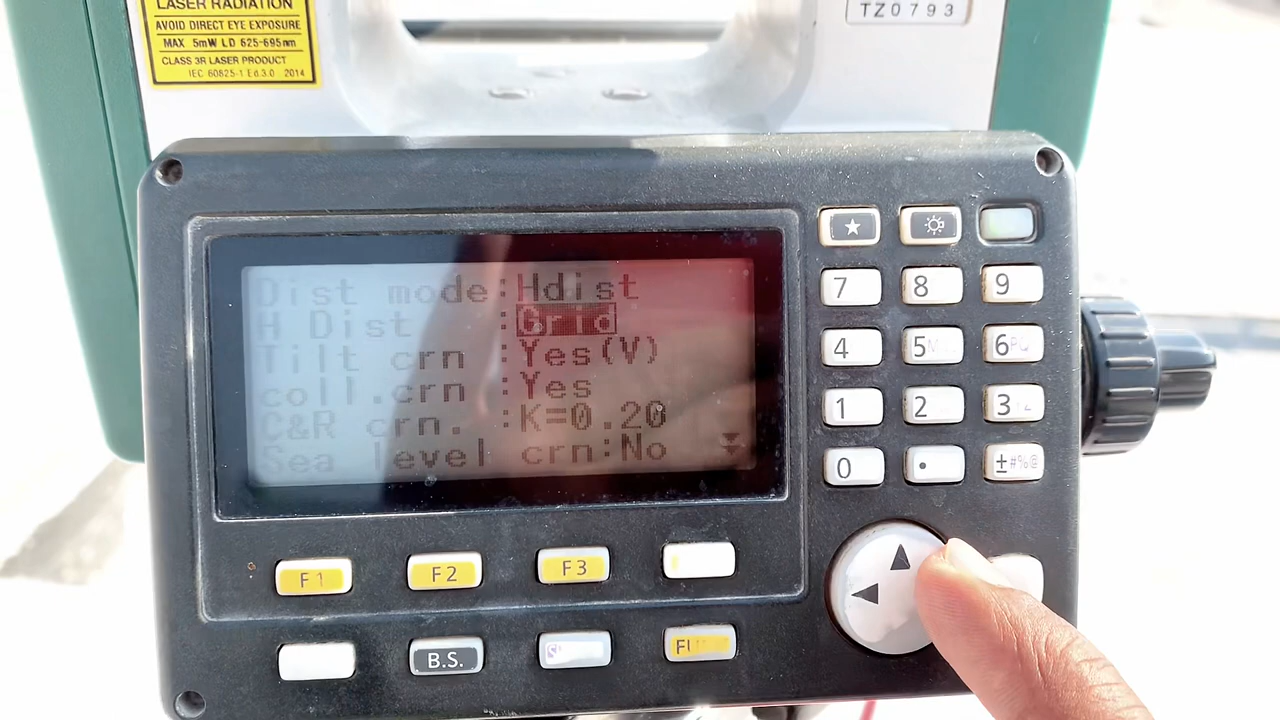 LASER RADIATION
AVOID DIRECT EYE EXPOSURE
MAX 5mW LD 625-695nm
CLASS 3R LASER PRODUCT
IEC 60825-1 Ed.3.0 2014
TZ0793
Dist mode:Hdist
H Dist :Grid
Tilt crn :Yes(V)
coll.crn :Yes
C&R crn. :K=0.20
Sea level crn:No
7 8 9
4 5 6
1 2 3
0 . ±#%@
F1 F2 F3
B.S.